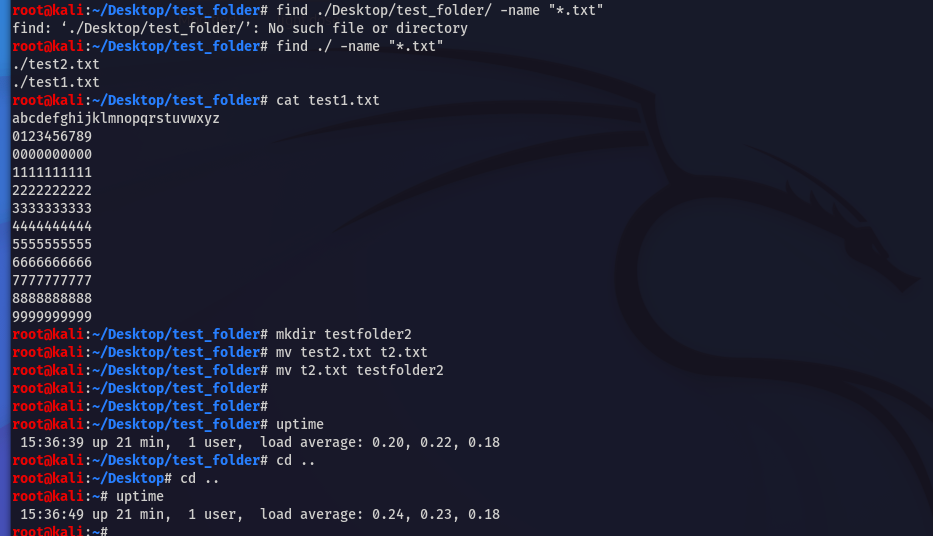 root@kali:~/Desktop/test_folder# find ./Desktop/test_folder/ -name "*.txt"
find: ‘./Desktop/test_folder/’: No such file or directory
root@kali:~/Desktop/test_folder# find ./ -name "*.txt"
./test2.txt
./test1.txt
root@kali:~/Desktop/test_folder# cat test1.txt
abcdefghijklmnopqrstuvwxyz
0123456789
0000000000
1111111111
2222222222
3333333333
4444444444
5555555555
6666666666
7777777777
8888888888
9999999999
root@kali:~/Desktop/test_folder# mkdir testfolder2
root@kali:~/Desktop/test_folder# mv test2.txt t2.txt
root@kali:~/Desktop/test_folder# mv t2.txt testfolder2
root@kali:~/Desktop/test_folder#
root@kali:~/Desktop/test_folder#
root@kali:~/Desktop/test_folder# uptime
 15:36:39 up 21 min,  1 user,  load average: 0.20, 0.22, 0.18
root@kali:~/Desktop/test_folder# cd ..
root@kali:~/Desktop# cd ..
root@kali:~# uptime
 15:36:49 up 21 min,  1 user,  load average: 0.24, 0.23, 0.18
root@kali:~#